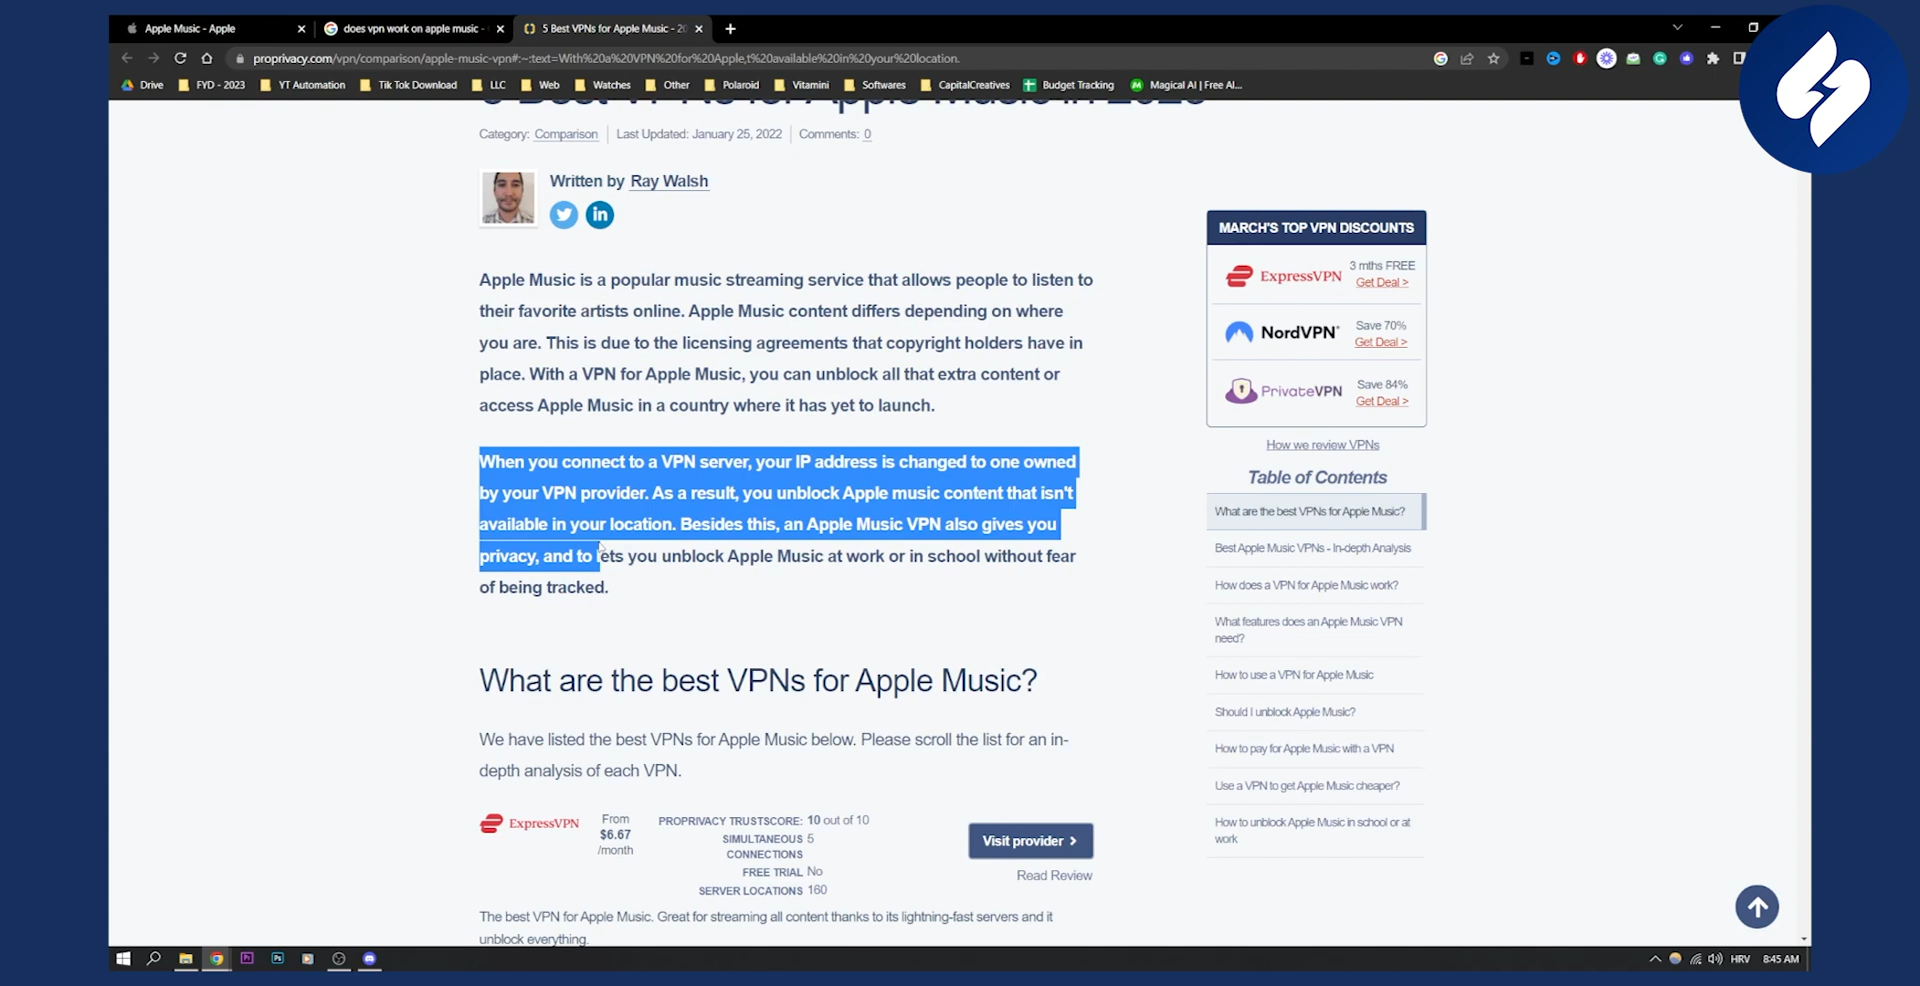 Apple Music - Apple
does vpn work on apple music -
5 Best VPNs for Apple Music - 20
proprivacy.com/vpn/comparison/apple-music-vpn#:~:text=With%20a%20VPN%20for%20Apple,t%20available%20in%20your%20location.
Drive FYD - 2023 YT Automation Tik Tok Download LLC Web Watches Other Polaroid Vitamini Softwares CapitalCreatives Budget Tracking Magical AI | Free AI...
5 Best VPNs for Apple Music in 2023
Category: Comparison Last Updated: January 25, 2022 Comments: 0
Written by Ray Walsh
Apple Music is a popular music streaming service that allows people to listen to
their favorite artists online. Apple Music content differs depending on where
you are. This is due to the licensing agreements that copyright holders have in
place. With a VPN for Apple Music, you can unblock all that extra content or
access Apple Music in a country where it has yet to launch.
When you connect to a VPN server, your IP address is changed to one owned
by your VPN provider. As a result, you unblock Apple music content that isn't
available in your location. Besides this, an Apple Music VPN also gives you
privacy, and to lets you unblock Apple Music at work or in school without fear
of being tracked.
What are the best VPNs for Apple Music?
We have listed the best VPNs for Apple Music below. Please scroll the list for an in-
depth analysis of each VPN.
ExpressVPN
From
$6.67
/month
PROPRIVACY TRUSTSCORE: 10 out of 10
SIMULTANEOUS 5
CONNECTIONS
FREE TRIAL No
SERVER LOCATIONS 160
Visit provider
Read Review
The best VPN for Apple Music. Great for streaming all content thanks to its lightning-fast servers and it
unblock everything.
MARCH'S TOP VPN DISCOUNTS
ExpressVPN 3 mths FREE
Get Deal >
NordVPN Save 70%
Get Deal >
PrivateVPN Save 84%
Get Deal >
How we review VPNs
Table of Contents
What are the best VPNs for Apple Music?
Best Apple Music VPNs - In-depth Analysis
How does a VPN for Apple Music work?
What features does an Apple Music VPN
need?
How to use a VPN for Apple Music
Should I unblock Apple Music?
How to pay for Apple Music with a VPN
Use a VPN to get Apple Music cheaper?
How to unblock Apple Music in school or at
work
HRV 8:45 AM